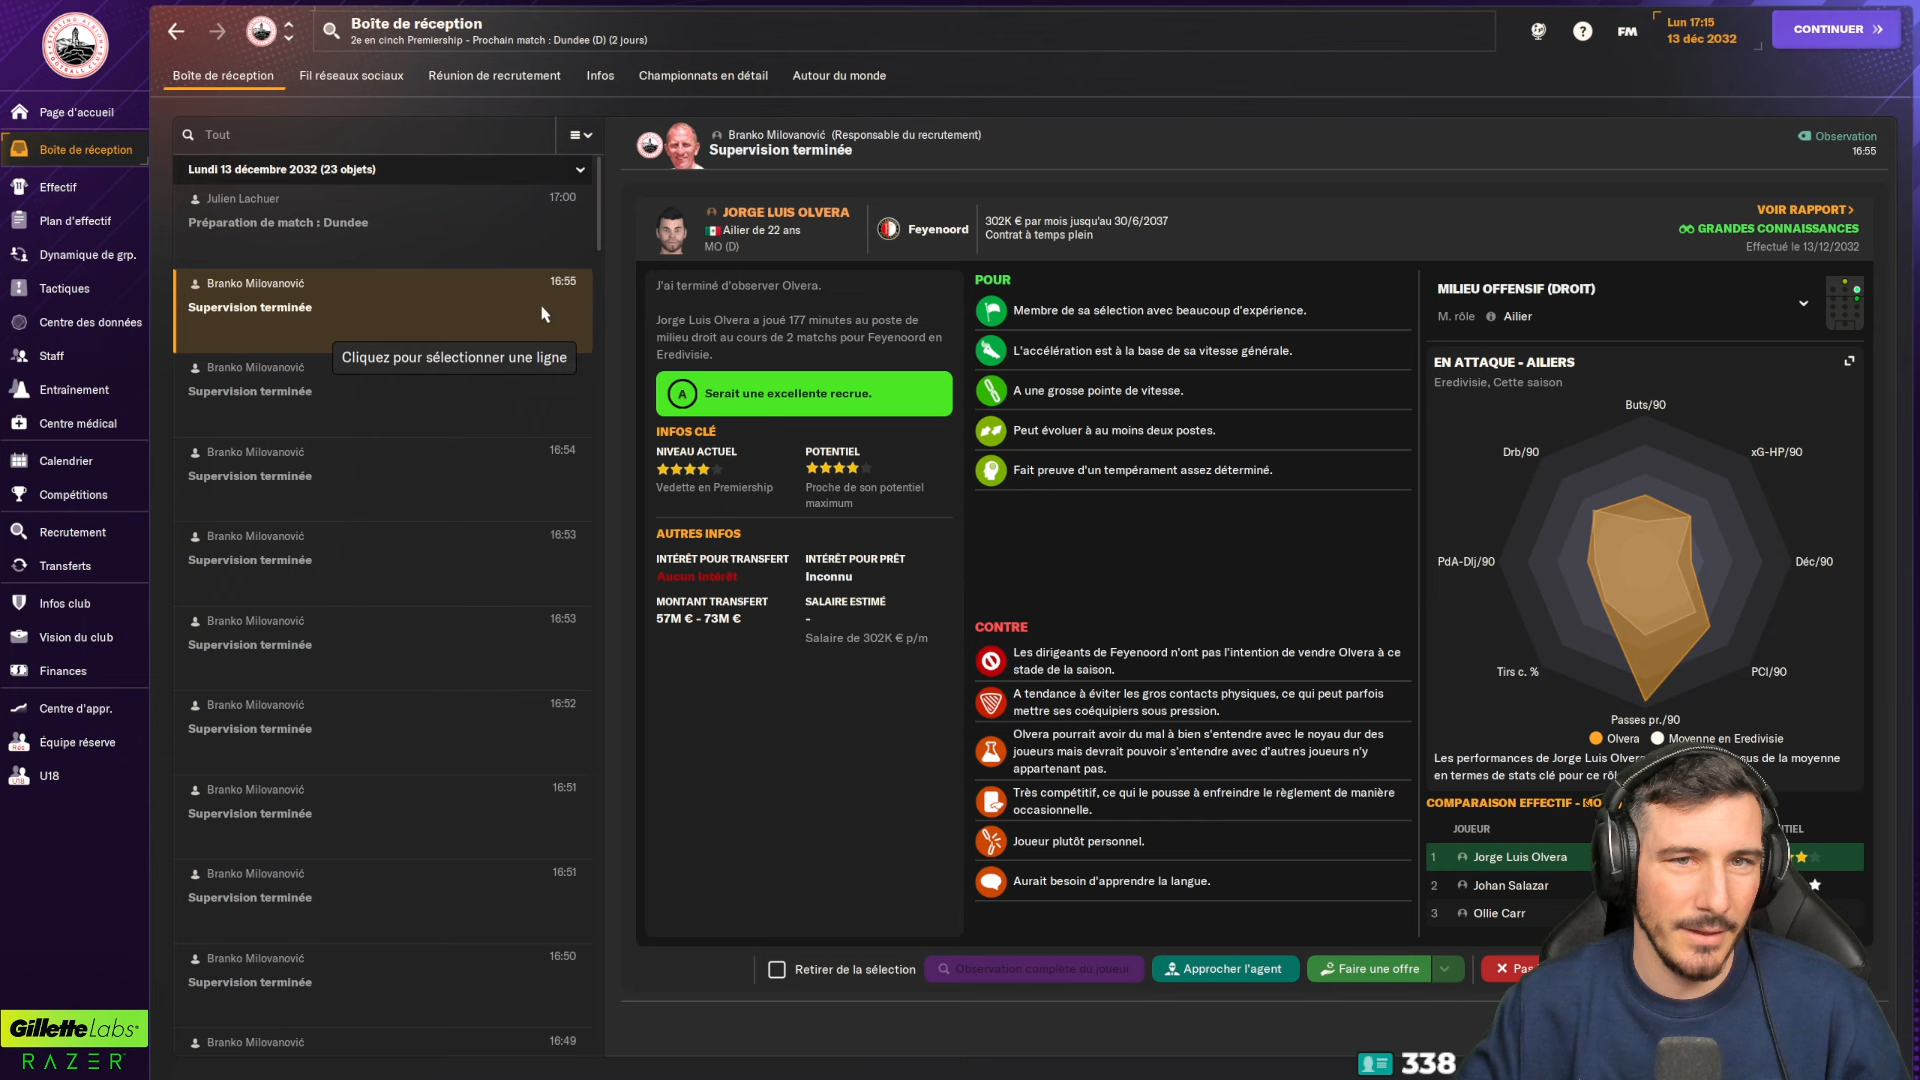 Boîte de réception
2e en cinch Premiership - Prochain match : Dundee (D) (2 jours)
FM
Lun 17:15
13 déc 2032
CONTINUER
Boîte de réception
Fil réseaux sociaux
Réunion de recrutement
Infos
Championnats en détail
Autour du monde
Page d'accueil
Boîte de réception
Effectif
Plan d'effectif
Dynamique de grp.
Tactiques
Centre des données
Staff
Entraînement
Centre médical
Calendrier
Compétitions
Recrutement
Transferts
Infos club
Vision du club
Finances
Centre d'appr.
Équipe réserve
U18
GilletteLabs
RAZER
Tout
Lundi 13 décembre 2032 (23 objets)
Julien Lachuer 17:00
Préparation de match : Dundee
Branko Milovanović 16:55
Supervision terminée
Cliquez pour sélectionner une ligne
Branko Milovanović
Supervision terminée
Branko Milovanović 16:54
Supervision terminée
Branko Milovanović 16:53
Supervision terminée
Branko Milovanović 16:53
Supervision terminée
Branko Milovanović 16:52
Supervision terminée
Branko Milovanović 16:51
Supervision terminée
Branko Milovanović 16:51
Supervision terminée
Branko Milovanović 16:50
Supervision terminée
Branko Milovanović 16:49
Branko Milovanović (Responsable du recrutement)
Supervision terminée
Observation
16:55
JORGE LUIS OLVERA
Ailier de 22 ans
MO (D)
Feyenoord
302K € par mois jusqu'au 30/6/2037
Contrat à temps plein
VOIR RAPPORT
GRANDES CONNAISSANCES
Effectué le 13/12/2032
J'ai terminé d'observer Olvera.
Jorge Luis Olvera a joué 177 minutes au poste de
milieu droit au cours de 2 matchs pour Feyenoord en
Eredivisie.
A Serait une excellente recrue.
INFOS CLÉ
NIVEAU ACTUEL
Vedette en Premiership
POTENTIEL
Proche de son potentiel
maximum
AUTRES INFOS
INTÉRÊT POUR TRANSFERT
Aucun intérêt
INTÉRÊT POUR PRÊT
Inconnu
MONTANT TRANSFERT
57M € - 73M €
SALAIRE ESTIMÉ
-
Salaire de 302K € p/m
POUR
Membre de sa sélection avec beaucoup d'expérience.
L'accélération est à la base de sa vitesse générale.
A une grosse pointe de vitesse.
Peut évoluer à au moins deux postes.
Fait preuve d'un tempérament assez déterminé.
CONTRE
Les dirigeants de Feyenoord n'ont pas l'intention de vendre Olvera à ce
stade de la saison.
A tendance à éviter les gros contacts physiques, ce qui peut parfois
mettre ses coéquipiers sous pression.
Olvera pourrait avoir du mal à bien s'entendre avec le noyau dur des
joueurs mais devrait pouvoir s'entendre avec d'autres joueurs n'y
appartenant pas.
Très compétitif, ce qui le pousse à enfreindre le règlement de manière
occasionnelle.
Joueur plutôt personnel.
Aurait besoin d'apprendre la langue.
MILIEU OFFENSIF (DROIT)
M. rôle Ailier
EN ATTAQUE - AILIERS
Eredivisie, Cette saison
Buts/90
xG-HP/90
Déc/90
PCl/90
Passes pr./90
Tirs c. %
PdA-Dlj/90
Drb/90
Olvera
Moyenne en Eredivisie
Les performances de Jorge Luis Olvera
sus de la moyenne
en termes de stats clé pour ce rôle
COMPARAISON EFFECTIF - MO
JOUEUR
1 Jorge Luis Olvera
2 Johan Salazar
3 Ollie Carr
Retirer de la sélection
Observation complète du joueur
Approcher l'agent
Faire une offre
338